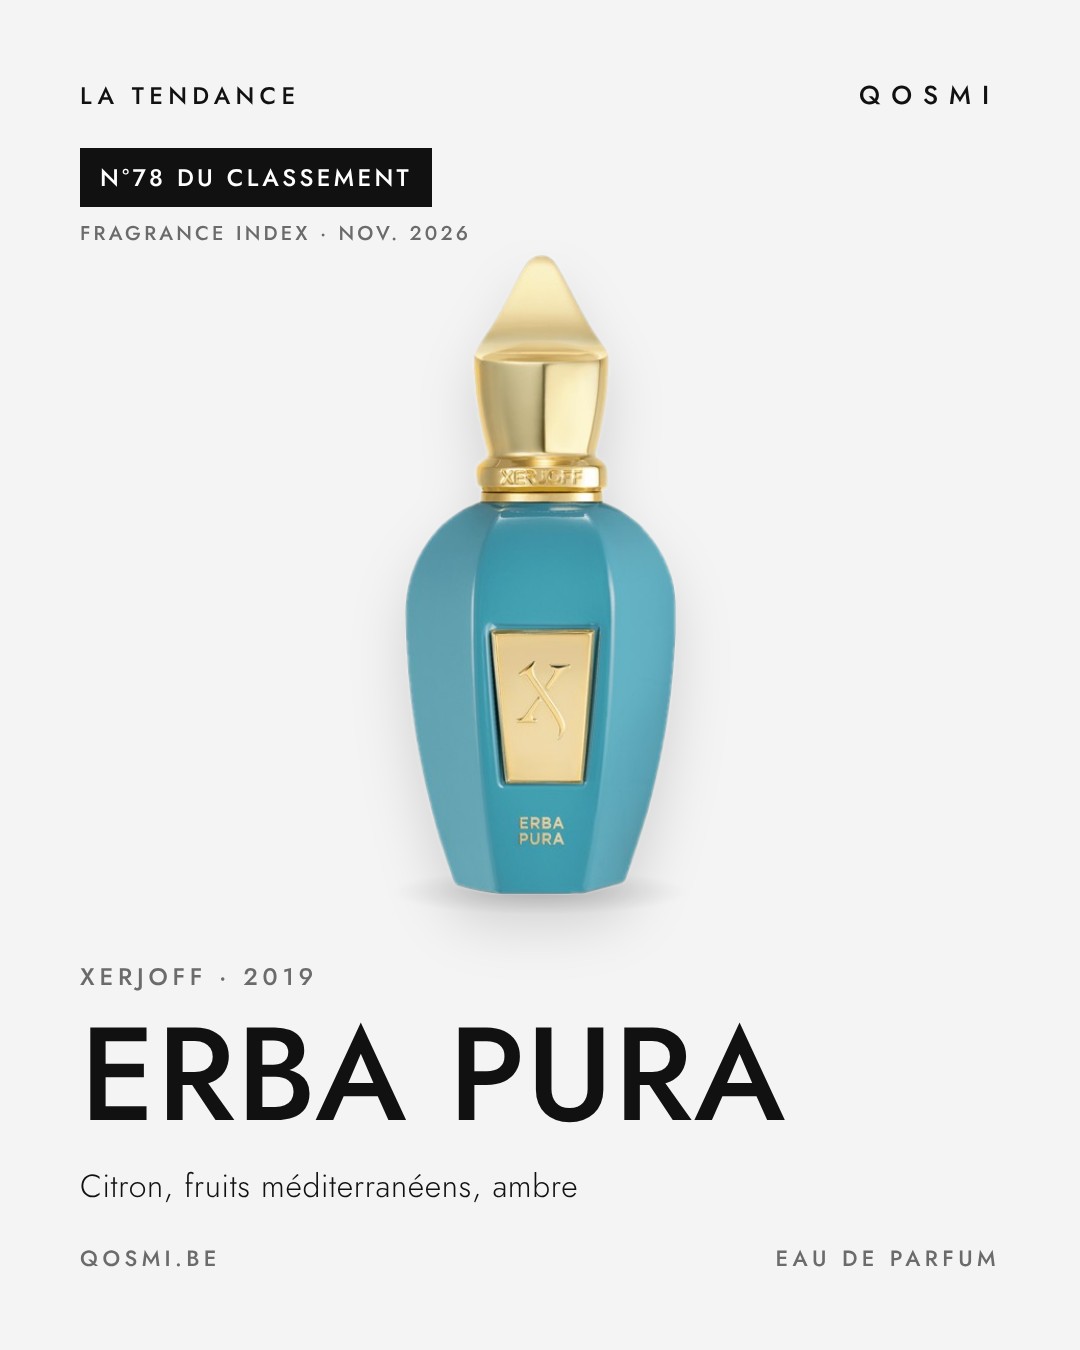 LA TENDANCE
QOSMI
N°78 DU CLASSEMENT
FRAGRANCE INDEX · NOV. 2026
XERJOFF
X
ERBA
PURA
XERJOFF · 2019
ERBA PURA
Citron, fruits méditerranéens, ambre
QOSMI.BE
EAU DE PARFUM